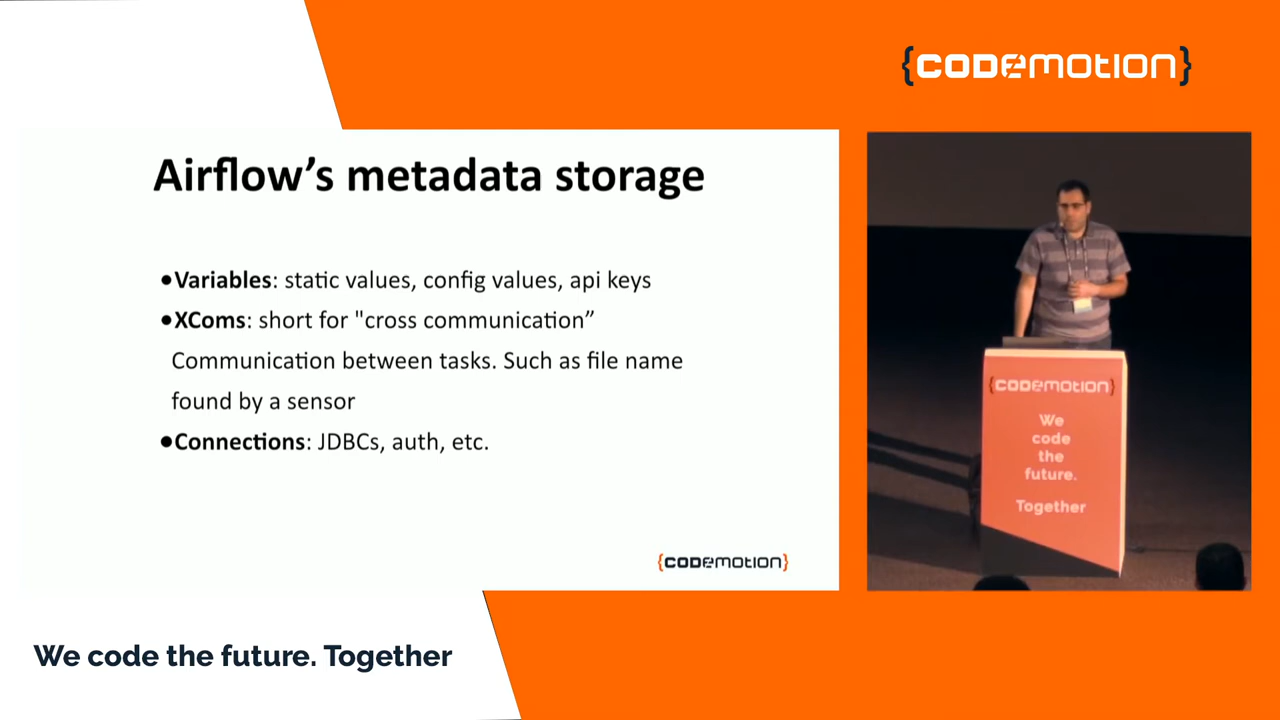 {CODEMOTION}
Airflow’s metadata storage
●Variables: static values, config values, api keys
●XComs: short for "cross communication”
Communication between tasks. Such as file name
found by a sensor
●Connections: JDBCs, auth, etc.
{CODEMOTION}
{CODEMOTION}
We
code
the
future.
Together
We code the future. Together